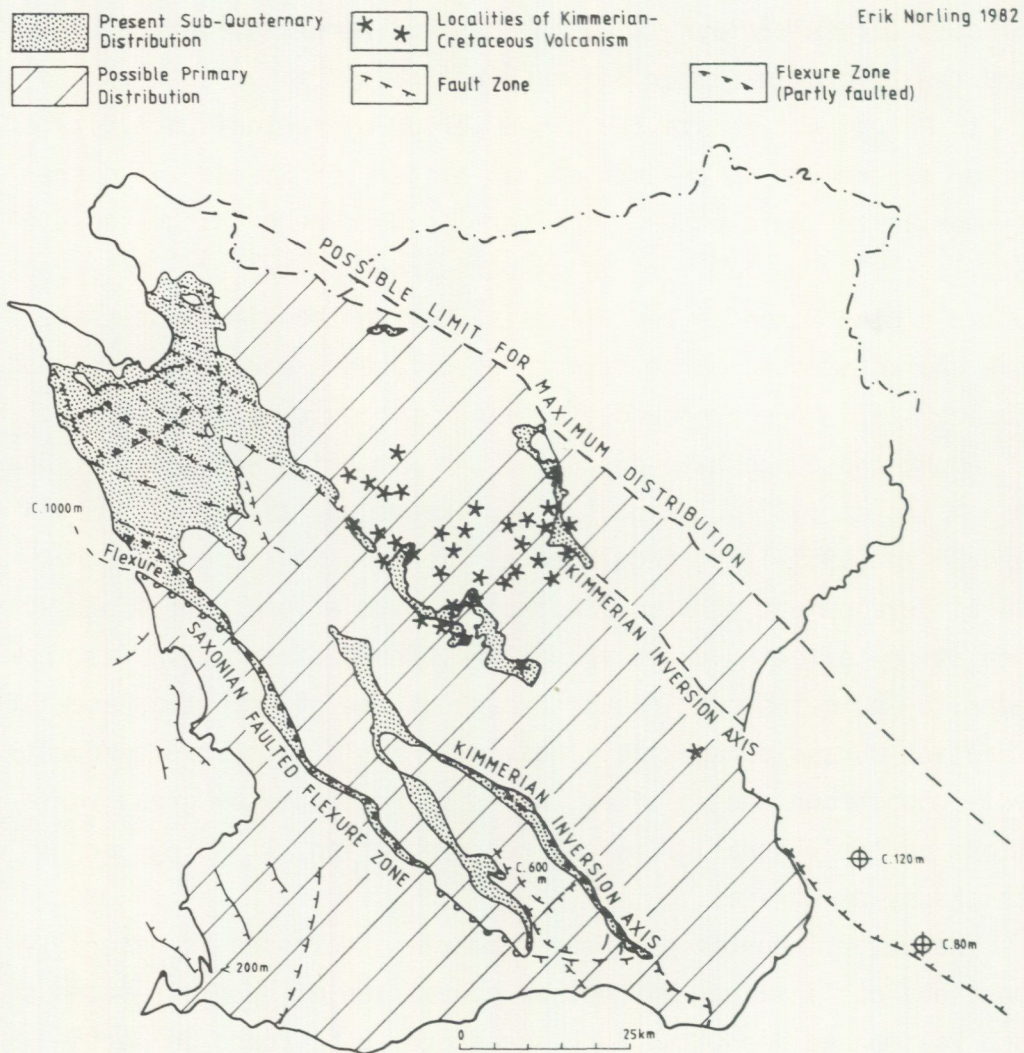 Present Sub-Quaternary
Distribution
Localities of Kimmerian-
Cretaceous Volcanism
Erik Norling 1982
Possible Primary
Distribution
Fault Zone
Flexure Zone
(Partly faulted)
POSSIBLE LIMIT FOR MAXIMUM DISTRIBUTION
C.1000m
Flexure
KIMMERIAN INVERSION AXIS
SAXONIAN FAULTED FLEXURE ZONE
KIMMERIAN INVERSION AXIS
C.600
m
C.120m
C.80m
200m
0 25km